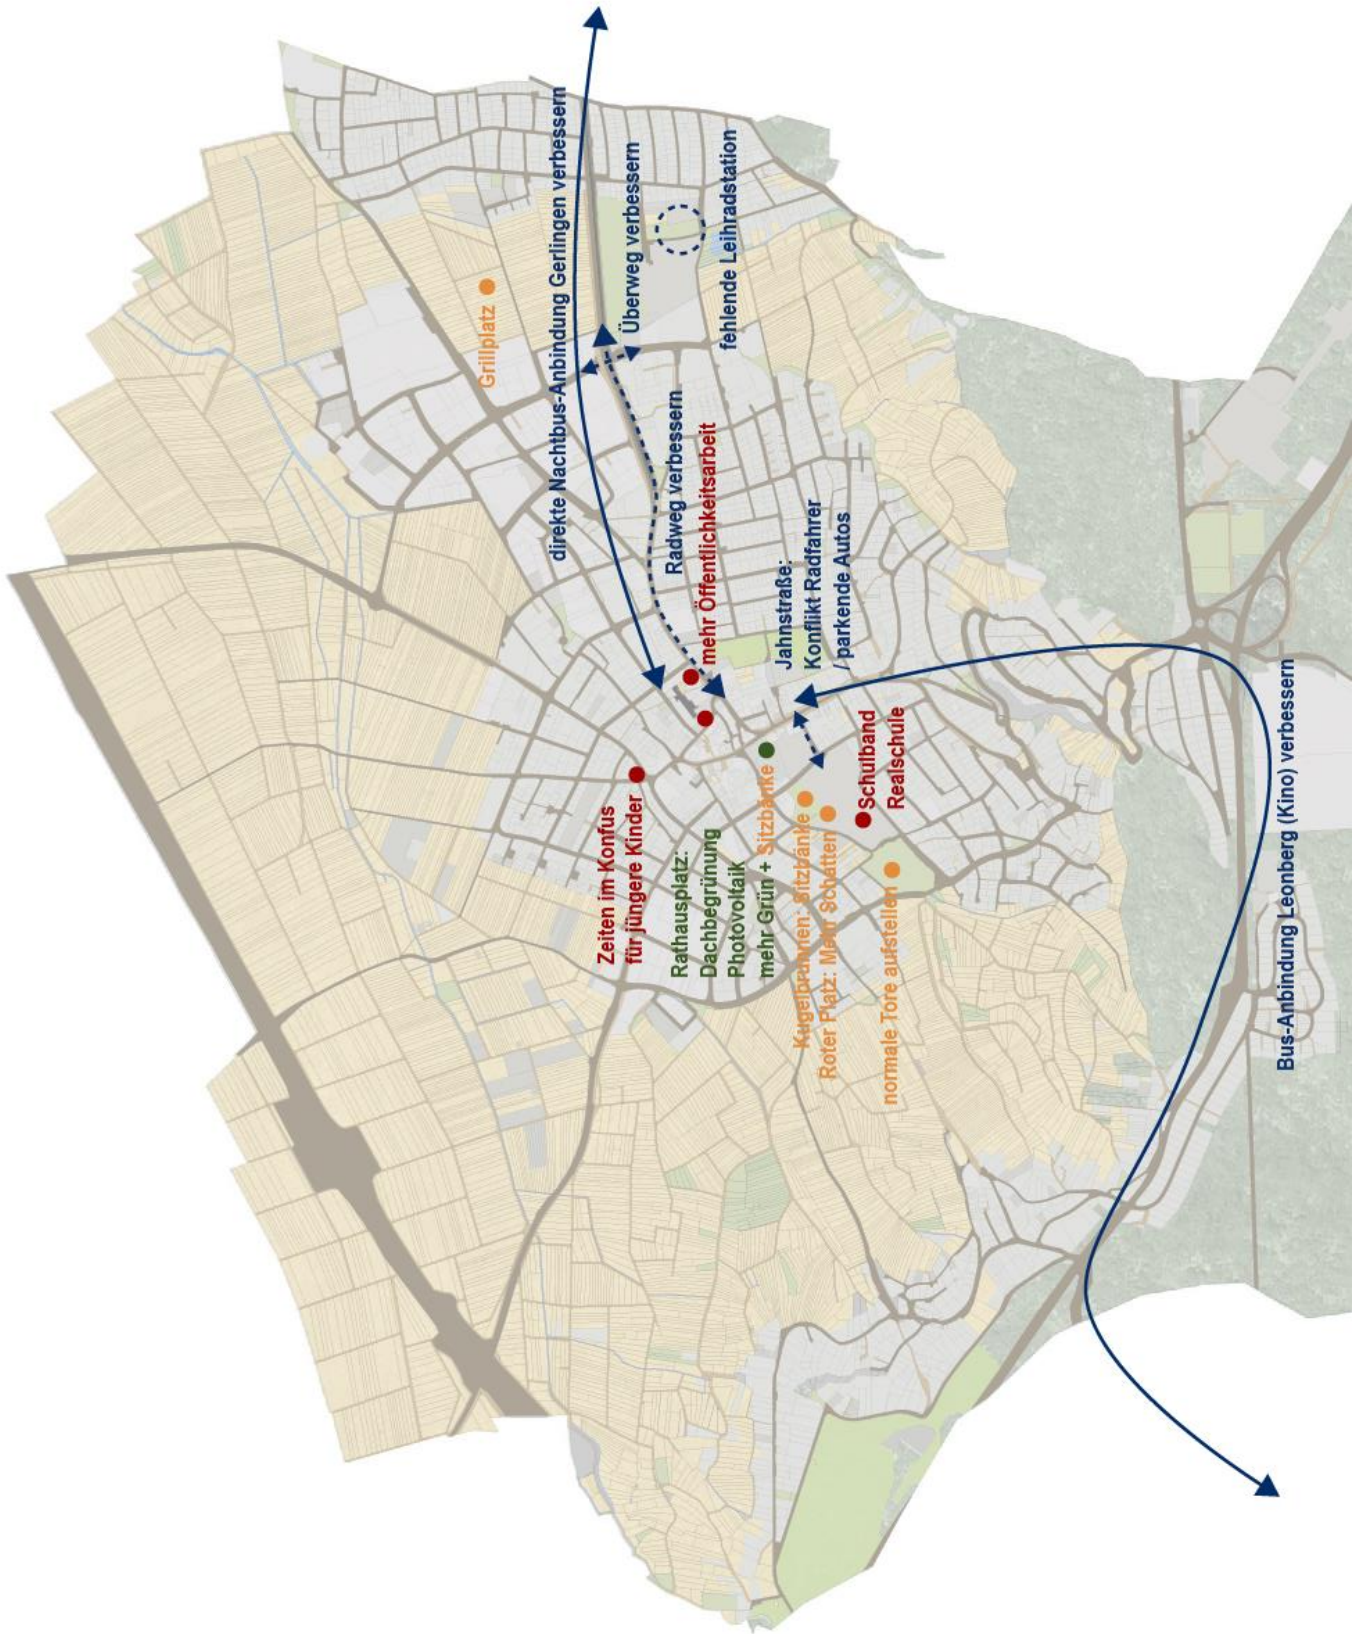 direkte Nachtbus-Anbindung Gerlingen verbessern
Grillplatz
Überweg verbessern
fehlende Leihradstation
Radweg verbessern
mehr Öffentlichkeitsarbeit
Jahnstraße:
Konflikt Radfahrer
/ parkende Autos
Zeiten im Konfus
für jüngere Kinder
Rathausplatz:
Dachbegrünung
Photovoltaik
mehr Grün + Sitzbänke
Kugelbrunnen: Sitzbänke
Roter Platz: Mehr Schatten
Schulband
Realschule
normale Tore aufstellen
Bus-Anbindung Leonberg (Kino) verbessern